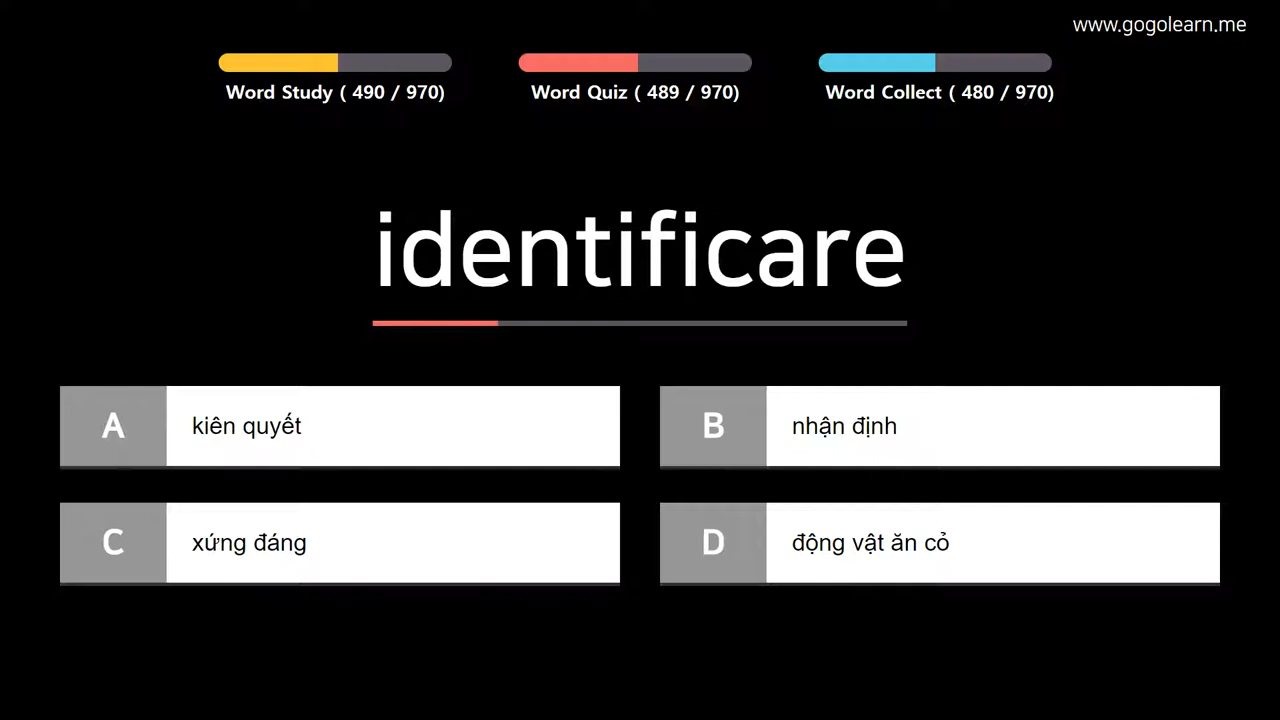 www.gogolearn.me
Word Study ( 490 / 970)
Word Quiz ( 489 / 970)
Word Collect ( 480 / 970)
identificare
A kiên quyết
B nhận định
C xứng đáng
D động vật ăn cỏ